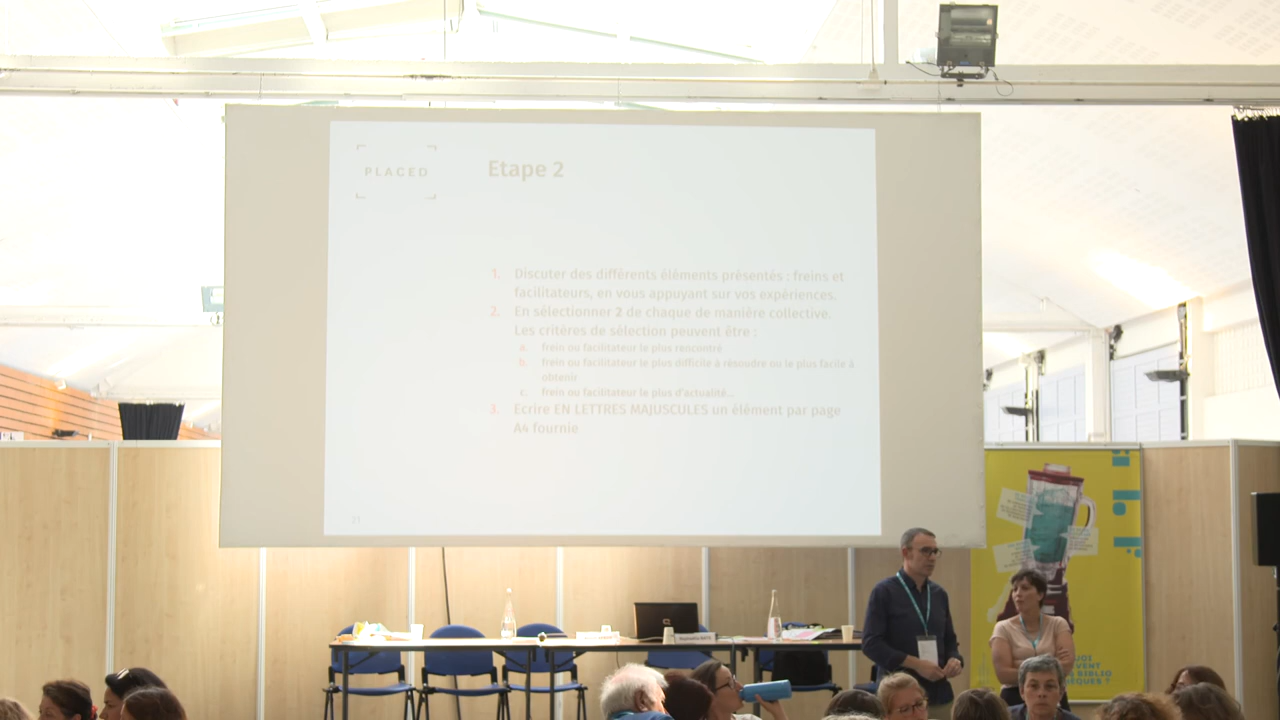 PLACED
Etape 2
1. Discuter des différents éléments présentés : freins et
facilitateurs, en vous appuyant sur vos expériences.
2. En sélectionner 2 de chaque de manière collective.
Les critères de sélection peuvent être :
a. frein ou facilitateur le plus rencontré
b. frein ou facilitateur le plus difficile à résoudre ou le plus facile à
obtenir
c. frein ou facilitateur le plus d'actualité...
3. Ecrire EN LETTRES MAJUSCULES un élément par page
A4 fournie
21